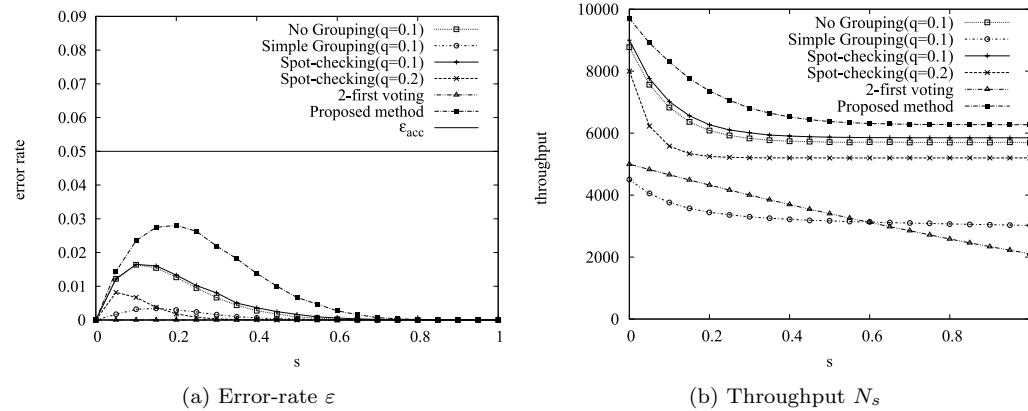 0.09
0.08
0.07
0.06
0.05
0.04
0.03
0.02
0.01
0
error rate
0
0.2
0.4
0.6
0.8
1
s
No Grouping(q=0.1)
Simple Grouping(q=0.1)
Spot-checking(q=0.1)
Spot-checking(q=0.2)
2-first voting
Proposed method
ε_acc
(a) Error-rate ε
10000
8000
6000
4000
2000
0
throughput
0
0.2
0.4
0.6
0.8
s
No Grouping(q=0.1)
Simple Grouping(q=0.1)
Spot-checking(q=0.1)
Spot-checking(q=0.2)
2-first voting
Proposed method
(b) Throughput N_s